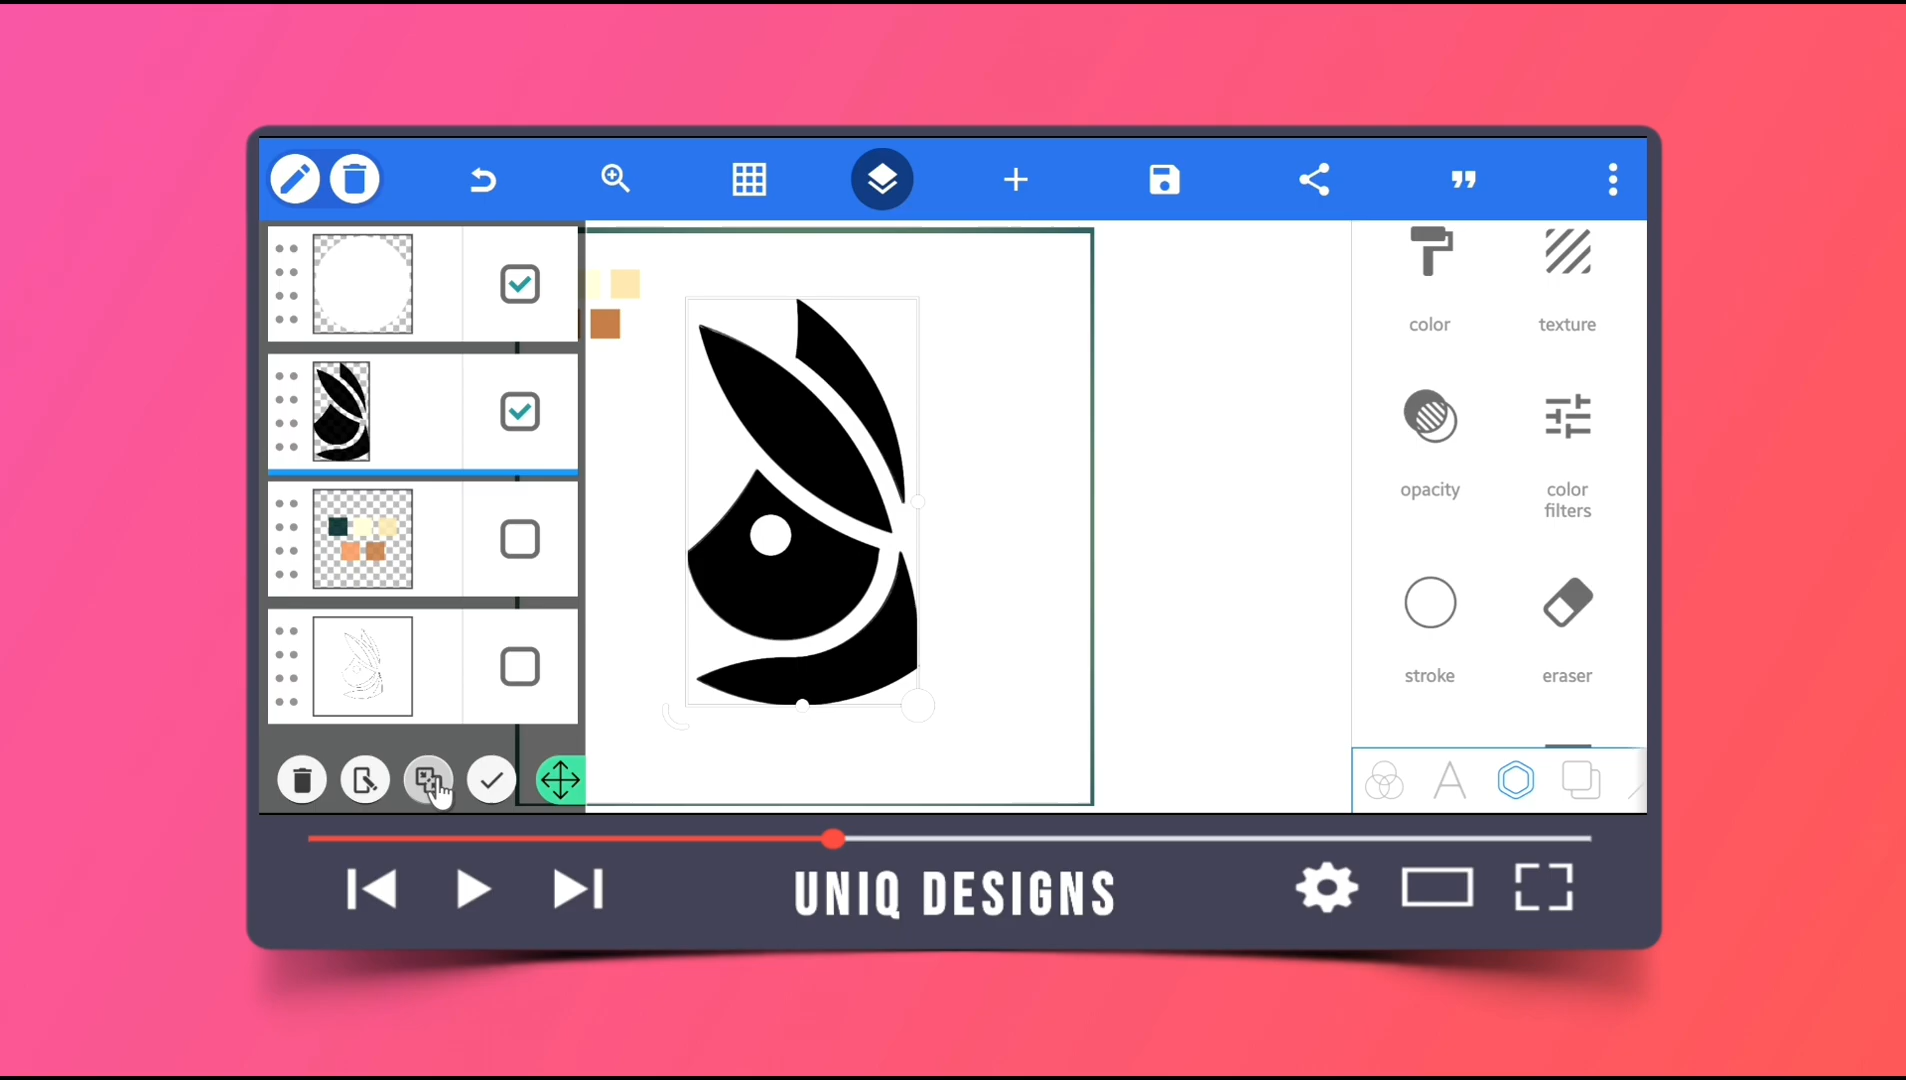 color
texture
opacity
color
filters
stroke
eraser
UNIQ DESIGNS